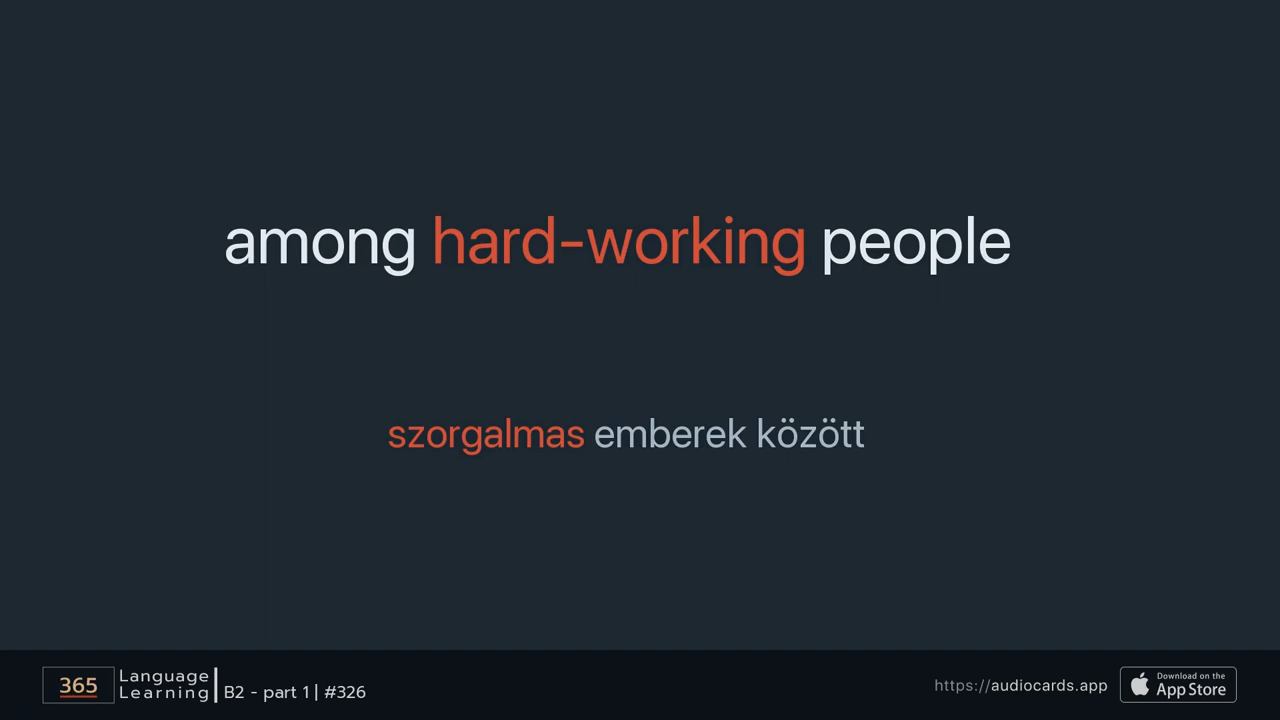 among hard-working people
szorgalmas emberek között
365
Language
Learning
B2 - part 1 | #326
https://audiocards.app
Download on the
App Store